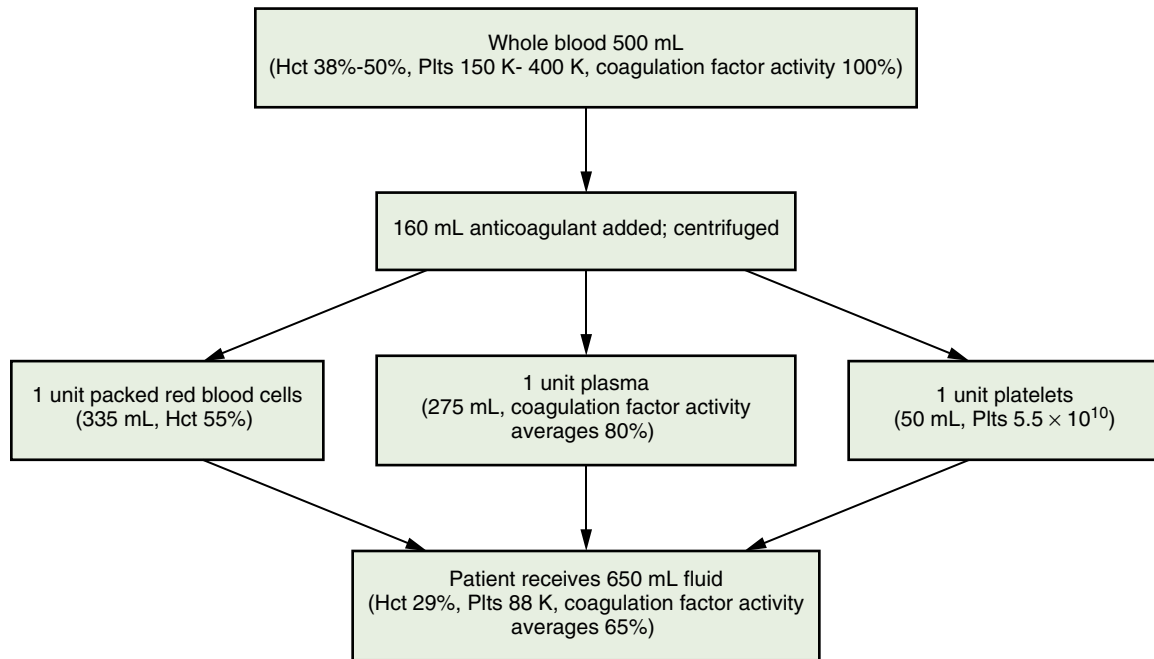 Whole blood 500 mL
(Hct 38%-50%, Plts 150 K- 400 K, coagulation factor activity 100%)
160 mL anticoagulant added; centrifuged
1 unit packed red blood cells
(335 mL, Hct 55%)
1 unit plasma
(275 mL, coagulation factor activity
averages 80%)
1 unit platelets
(50 mL, Plts 5.5 × 10¹⁰)
Patient receives 650 mL fluid
(Hct 29%, Plts 88 K, coagulation factor activity
averages 65%)